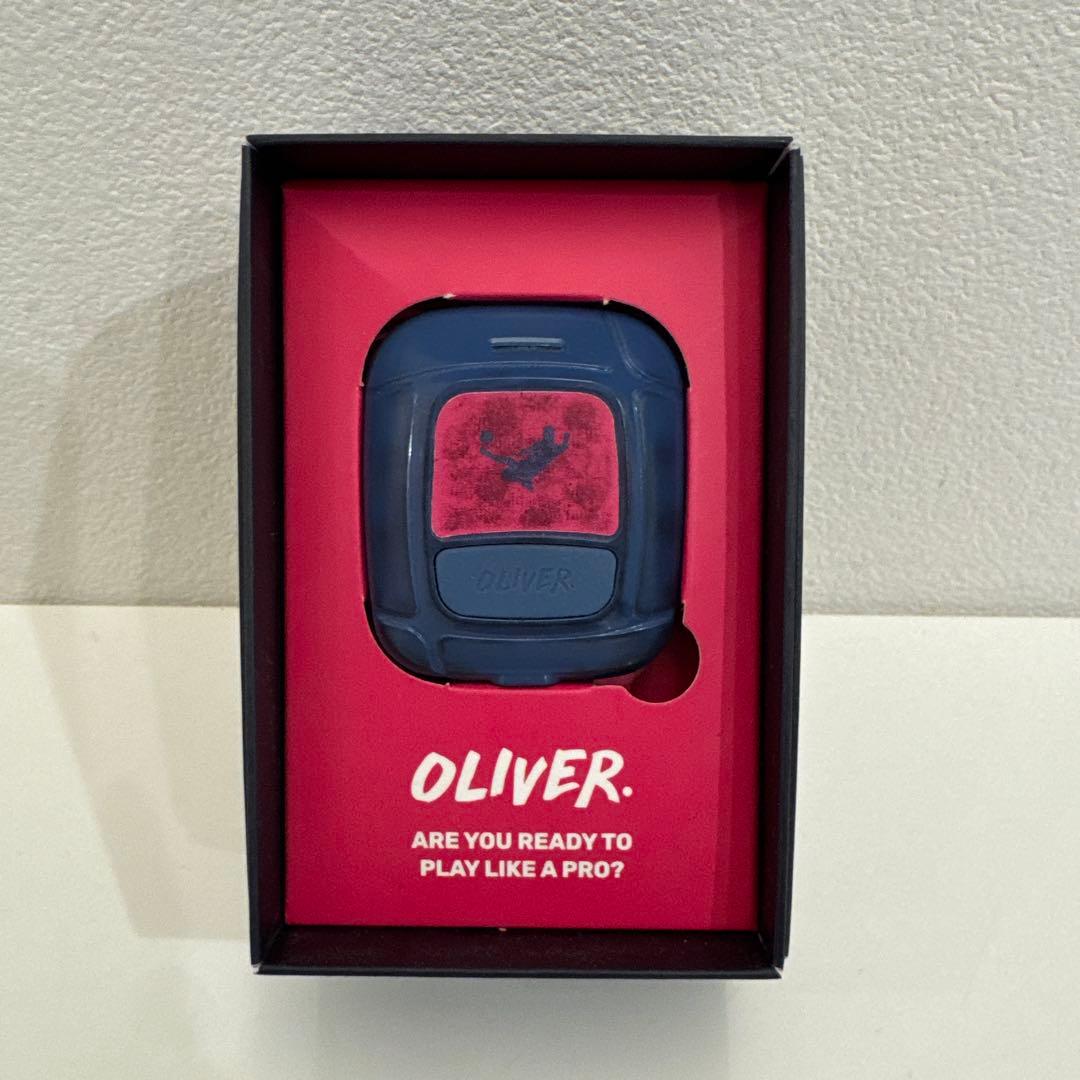 OLIVER.
OLIVER.
ARE YOU READY TO
PLAY LIKE A PRO?